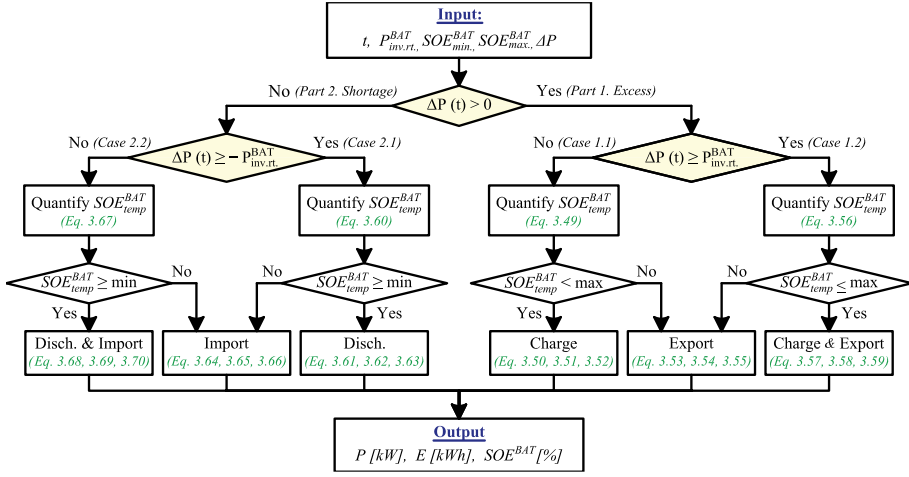 Input:
t, P^BAT_inv.rt., SOE^BAT_min., SOE^BAT_max., ΔP
No (Part 2. Shortage)
Yes (Part 1. Excess)
ΔP (t) > 0
No (Case 2.2)
Yes (Case 2.1)
No (Case 1.1)
Yes (Case 1.2)
ΔP (t) ≥ − P^BAT_inv.rt.
ΔP (t) ≥ P^BAT_inv.rt.
Quantify SOE^BAT_temp
(Eq. 3.67)
Quantify SOE^BAT_temp
(Eq. 3.60)
Quantify SOE^BAT_temp
(Eq. 3.49)
Quantify SOE^BAT_temp
(Eq. 3.56)
SOE^BAT_temp ≥ min
No
No
SOE^BAT_temp ≥ min
SOE^BAT_temp < max
No
No
SOE^BAT_temp ≤ max
Yes
Yes
Yes
Yes
Disch. & Import
(Eq. 3.68, 3.69, 3.70)
Import
(Eq. 3.64, 3.65, 3.66)
Disch.
(Eq. 3.61, 3.62, 3.63)
Charge
(Eq. 3.50, 3.51, 3.52)
Export
(Eq. 3.53, 3.54, 3.55)
Charge & Export
(Eq. 3.57, 3.58, 3.59)
Output
P [kW], E [kWh], SOE^BAT [%]